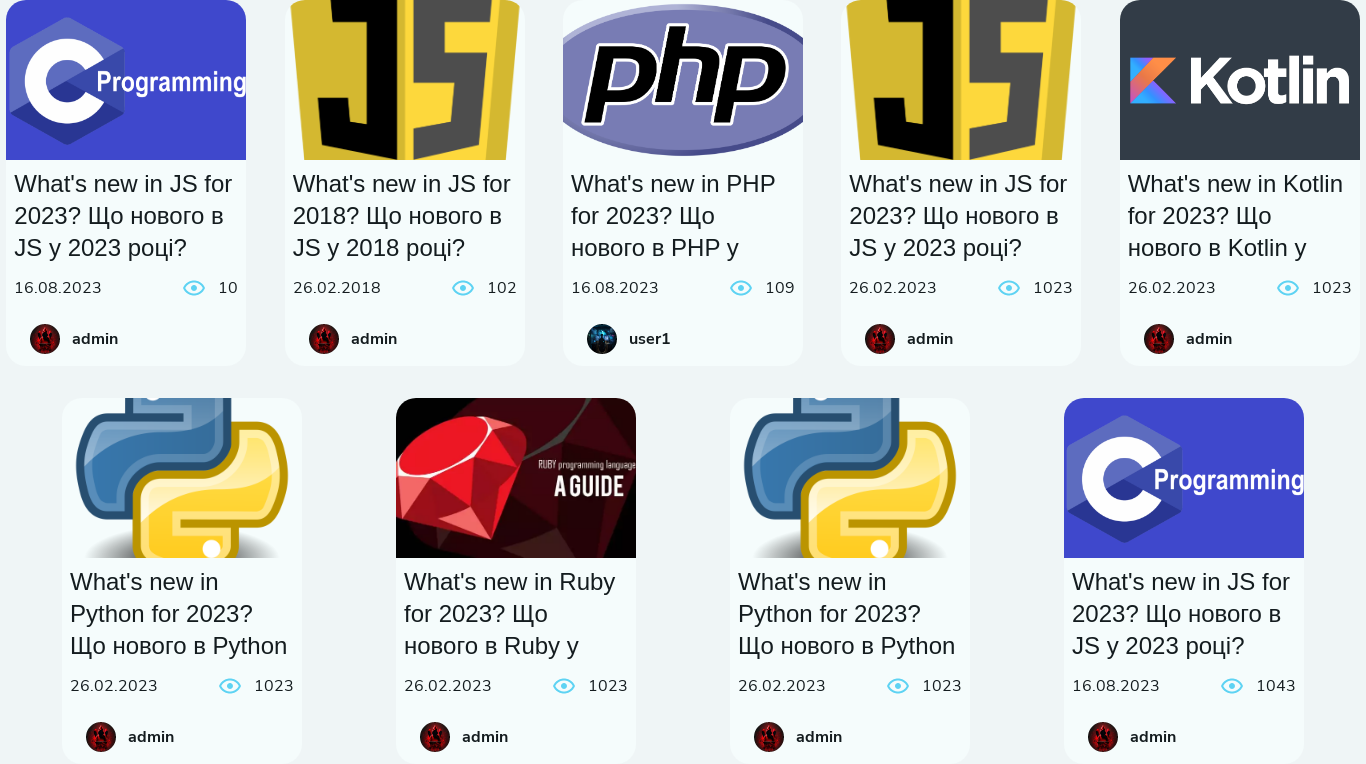 C Programming
What's new in JS for
2023? Що нового в
JS у 2023 році?
16.08.2023 10
admin
JS
What's new in JS for
2018? Що нового в
JS у 2018 році?
26.02.2018 102
admin
php
What's new in PHP
for 2023? Що
нового в PHP у
16.08.2023 109
user1
JS
What's new in JS for
2023? Що нового в
JS у 2023 році?
26.02.2023 1023
admin
Kotlin
What's new in Kotlin
for 2023? Що
нового в Kotlin у
26.02.2023 1023
admin
What's new in
Python for 2023?
Що нового в Python
26.02.2023 1023
admin
RUBY programming language
A GUIDE
What's new in Ruby
for 2023? Що
нового в Ruby у
26.02.2023 1023
admin
What's new in
Python for 2023?
Що нового в Python
26.02.2023 1023
admin
C Programming
What's new in JS for
2023? Що нового в
JS у 2023 році?
16.08.2023 1043
admin